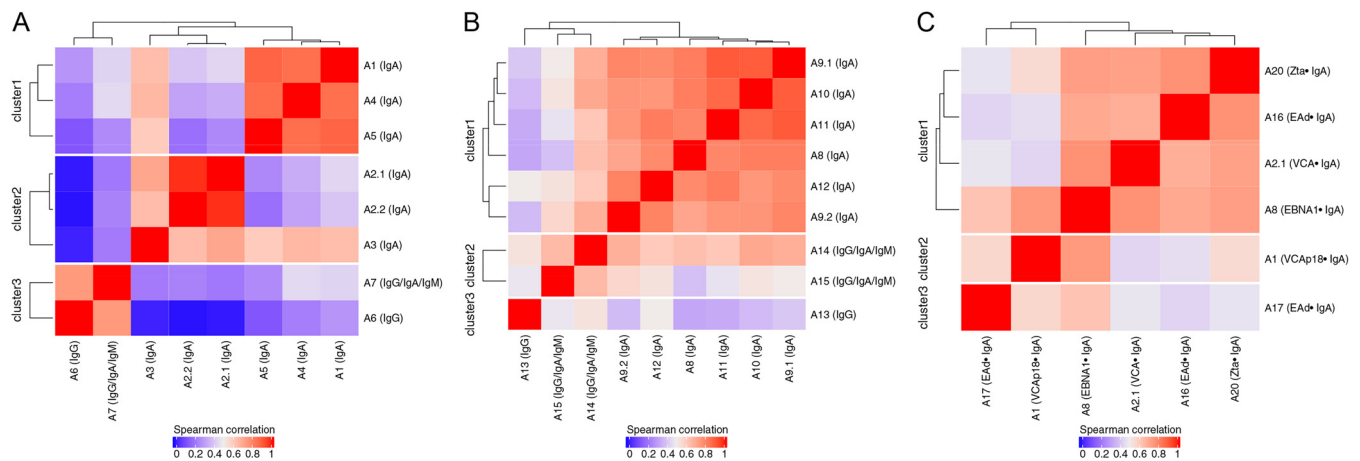 A
cluster1
cluster2
cluster3
A1 (IgA)
A4 (IgA)
A5 (IgA)
A2.1 (IgA)
A2.2 (IgA)
A3 (IgA)
A7 (IgG/IgA/IgM)
A6 (IgG)
A6 (IgG)
A7 (IgG/IgA/IgM)
A3 (IgA)
A2.2 (IgA)
A2.1 (IgA)
A5 (IgA)
A4 (IgA)
A1 (IgA)
Spearman correlation
0 0.2 0.4 0.6 0.8 1
B
cluster1
cluster2
cluster3
A9.1 (IgA)
A10 (IgA)
A11 (IgA)
A8 (IgA)
A12 (IgA)
A9.2 (IgA)
A14 (IgG/IgA/IgM)
A15 (IgG/IgA/IgM)
A13 (IgG)
A13 (IgG)
A15 (IgG/IgA/IgM)
A14 (IgG/IgA/IgM)
A9.2 (IgA)
A12 (IgA)
A8 (IgA)
A11 (IgA)
A10 (IgA)
A9.1 (IgA)
Spearman correlation
0 0.2 0.4 0.6 0.8 1
C
cluster1
cluster2
cluster3
A20 (Zta• IgA)
A16 (EAd• IgA)
A2.1 (VCA• IgA)
A8 (EBNA1• IgA)
A1 (VCAp18• IgA)
A17 (EAd• IgA)
A17 (EAd• IgA)
A1 (VCAp18• IgA)
A8 (EBNA1• IgA)
A2.1 (VCA• IgA)
A16 (EAd• IgA)
A20 (Zta• IgA)
Spearman correlation
0 0.2 0.4 0.6 0.8 1